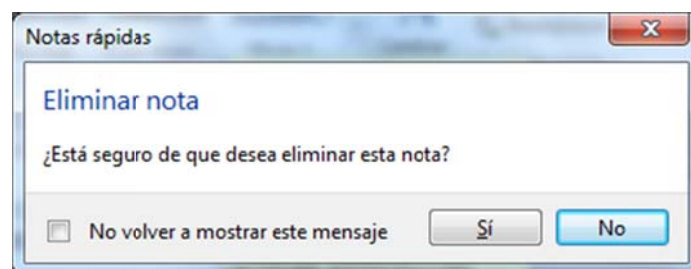 Notas rápidas
Eliminar nota
¿Está seguro de que desea eliminar esta nota?
No volver a mostrar este mensaje Sí No